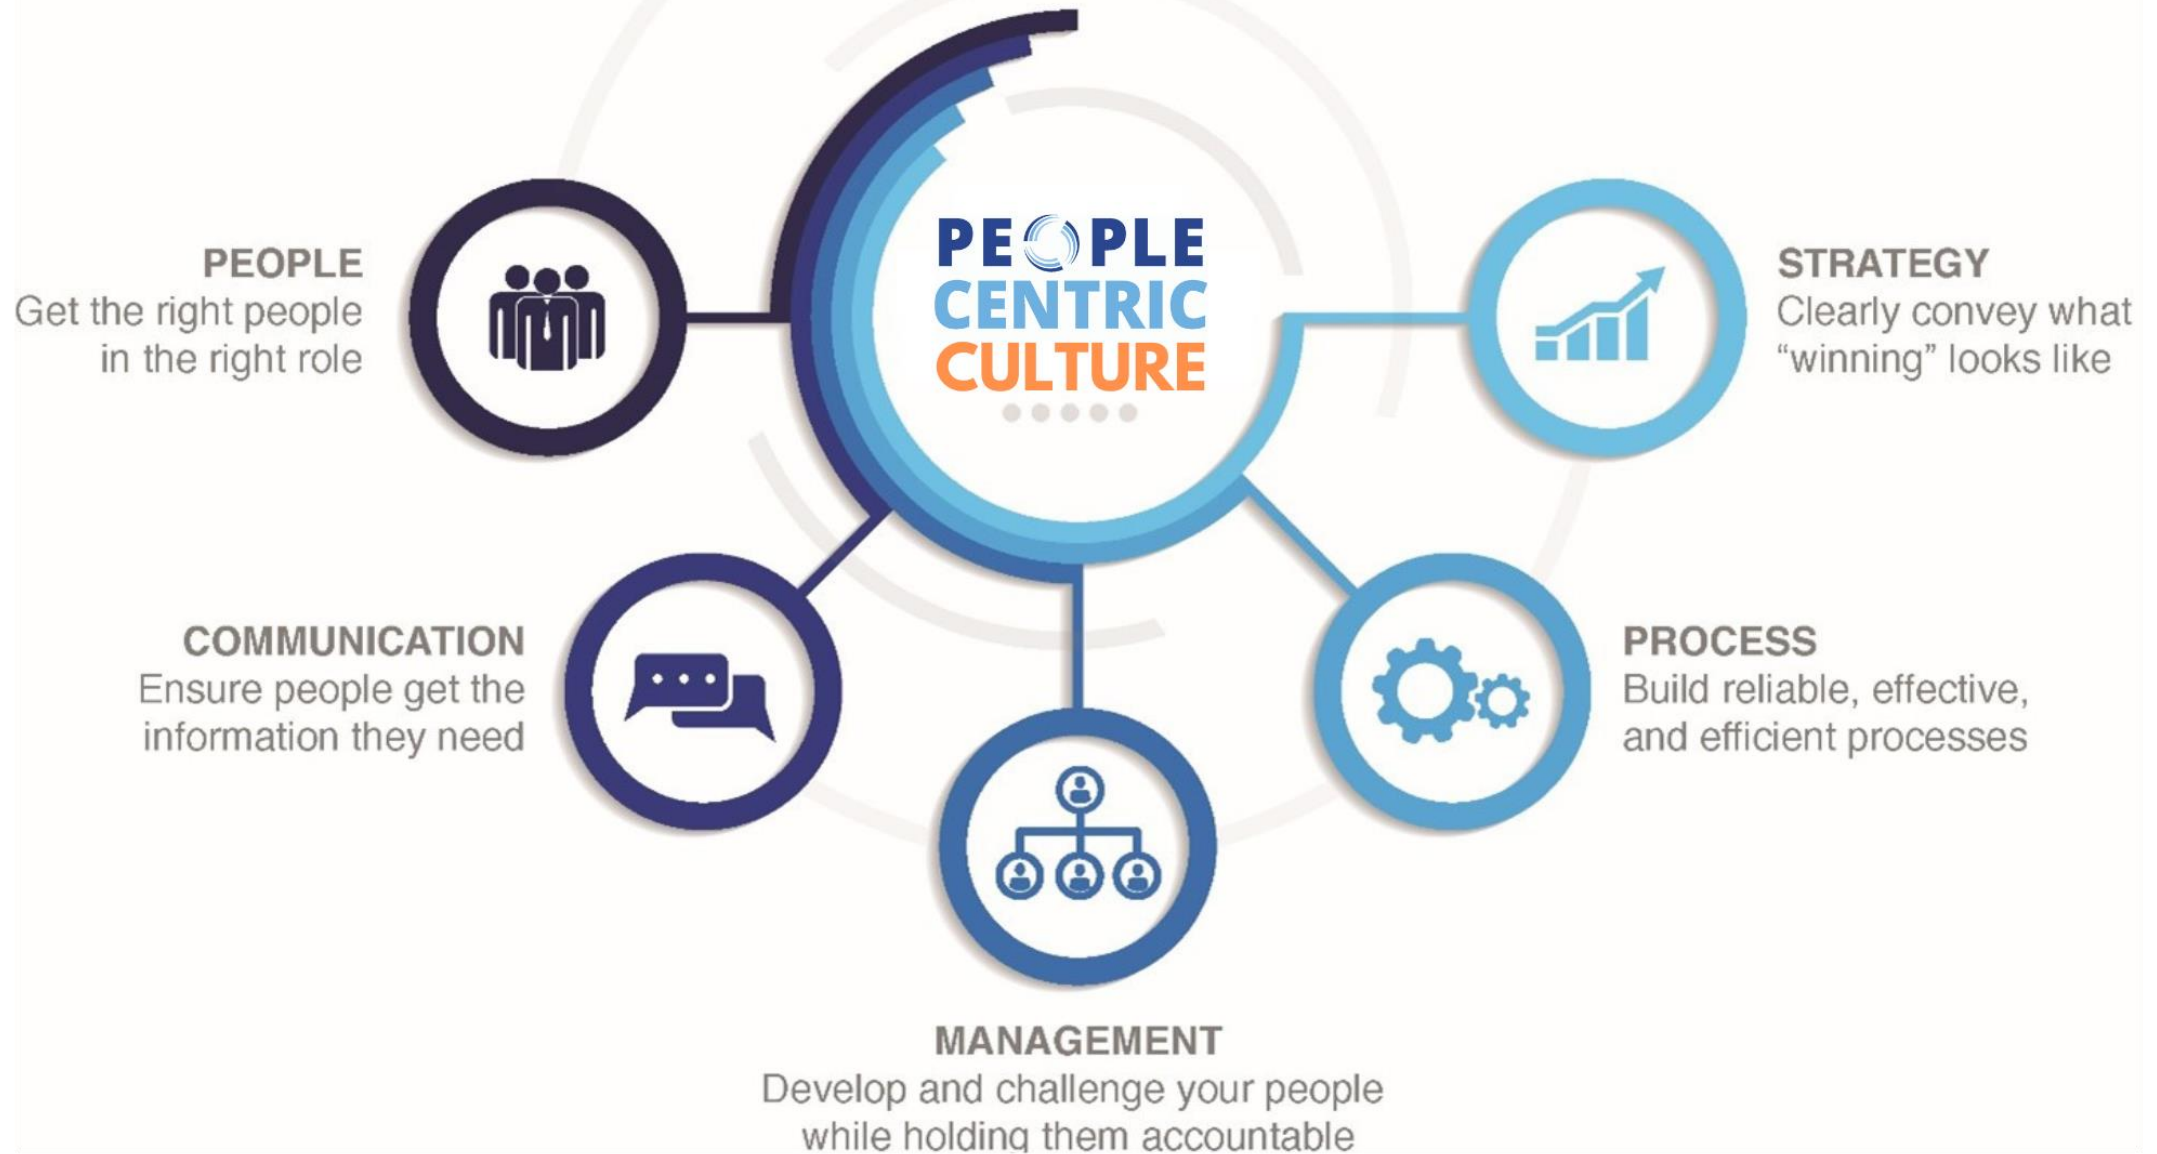 PEOPLE
CENTRIC
CULTURE
PEOPLE
Get the right people
in the right role
COMMUNICATION
Ensure people get the
information they need
MANAGEMENT
Develop and challenge your people
while holding them accountable
PROCESS
Build reliable, effective,
and efficient processes
STRATEGY
Clearly convey what
“winning” looks like